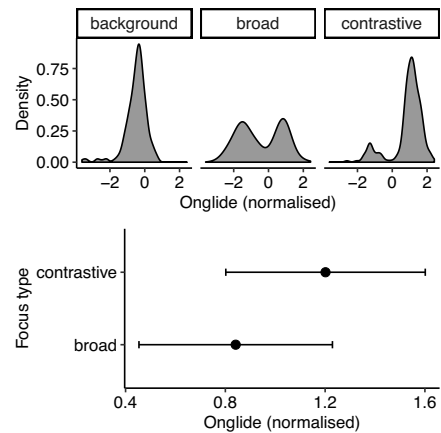 background broad contrastive
Density
0.75
0.50
0.25
0.00
−2 0 2 −2 0 2 −2 0 2
Onglide (normalised)
Focus type
contrastive
broad
0.4 0.8 1.2 1.6
Onglide (normalised)